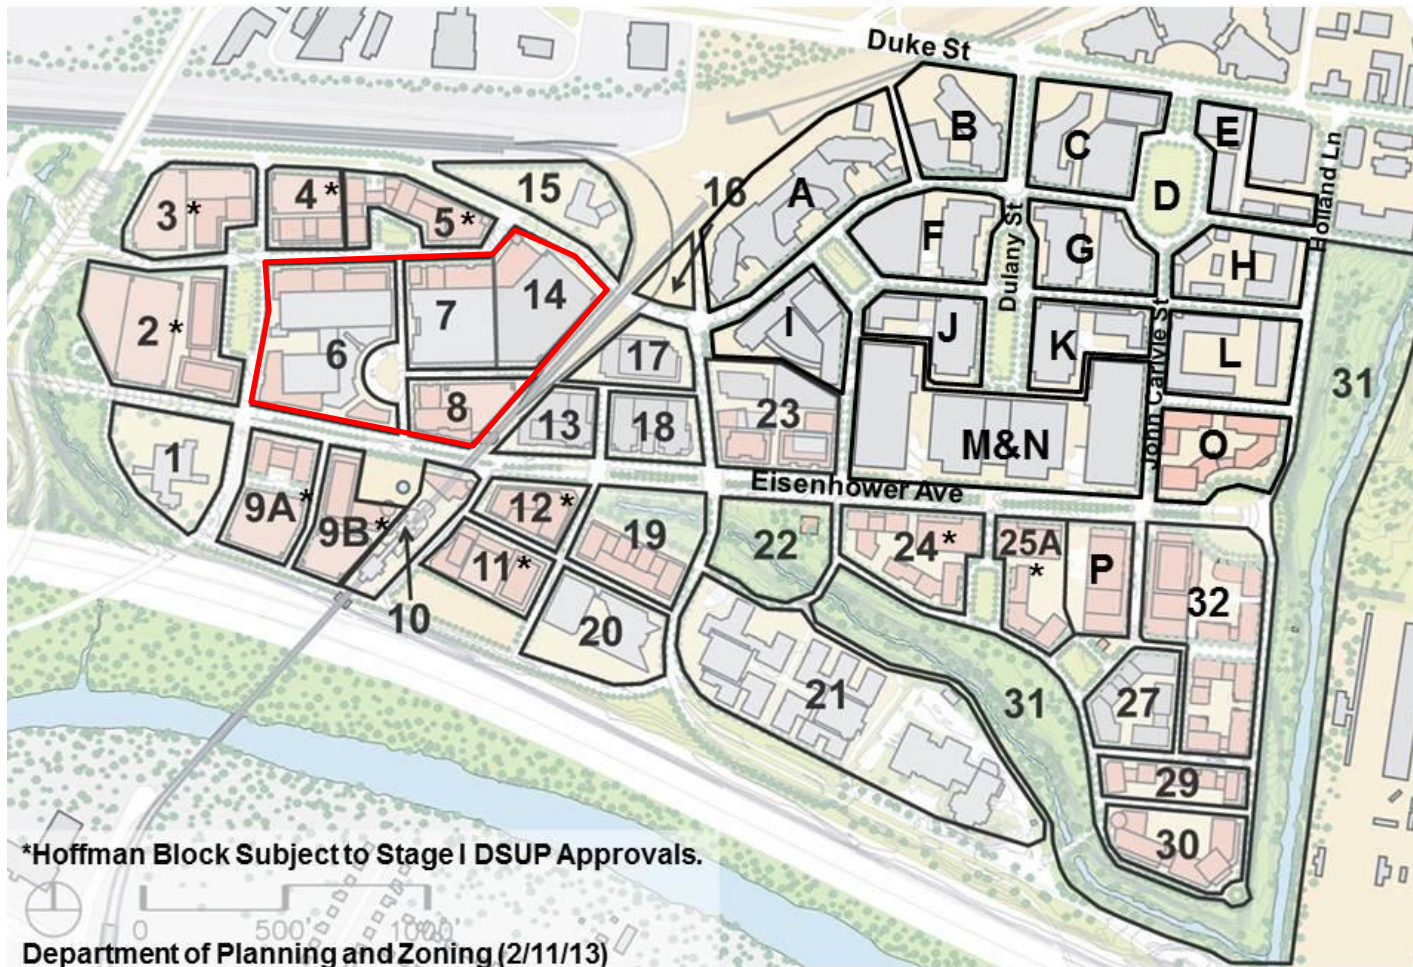 Duke St
B
C
E
Holland Ln
15
16
A
D
4*
3*
5*
F
Dulany St
G
H
14
7
2*
6
I
J
K
John Carlyle St
L
31
17
8
13
18
23
M&N
O
1
Eisenhower Ave
9A*
9B*
12*
19
22
24*
25A
*
P
11*
32
10
20
21
31
27
29
30
*Hoffman Block Subject to Stage I DSUP Approvals.
0 500' 1000'
Department of Planning and Zoning (2/11/13)